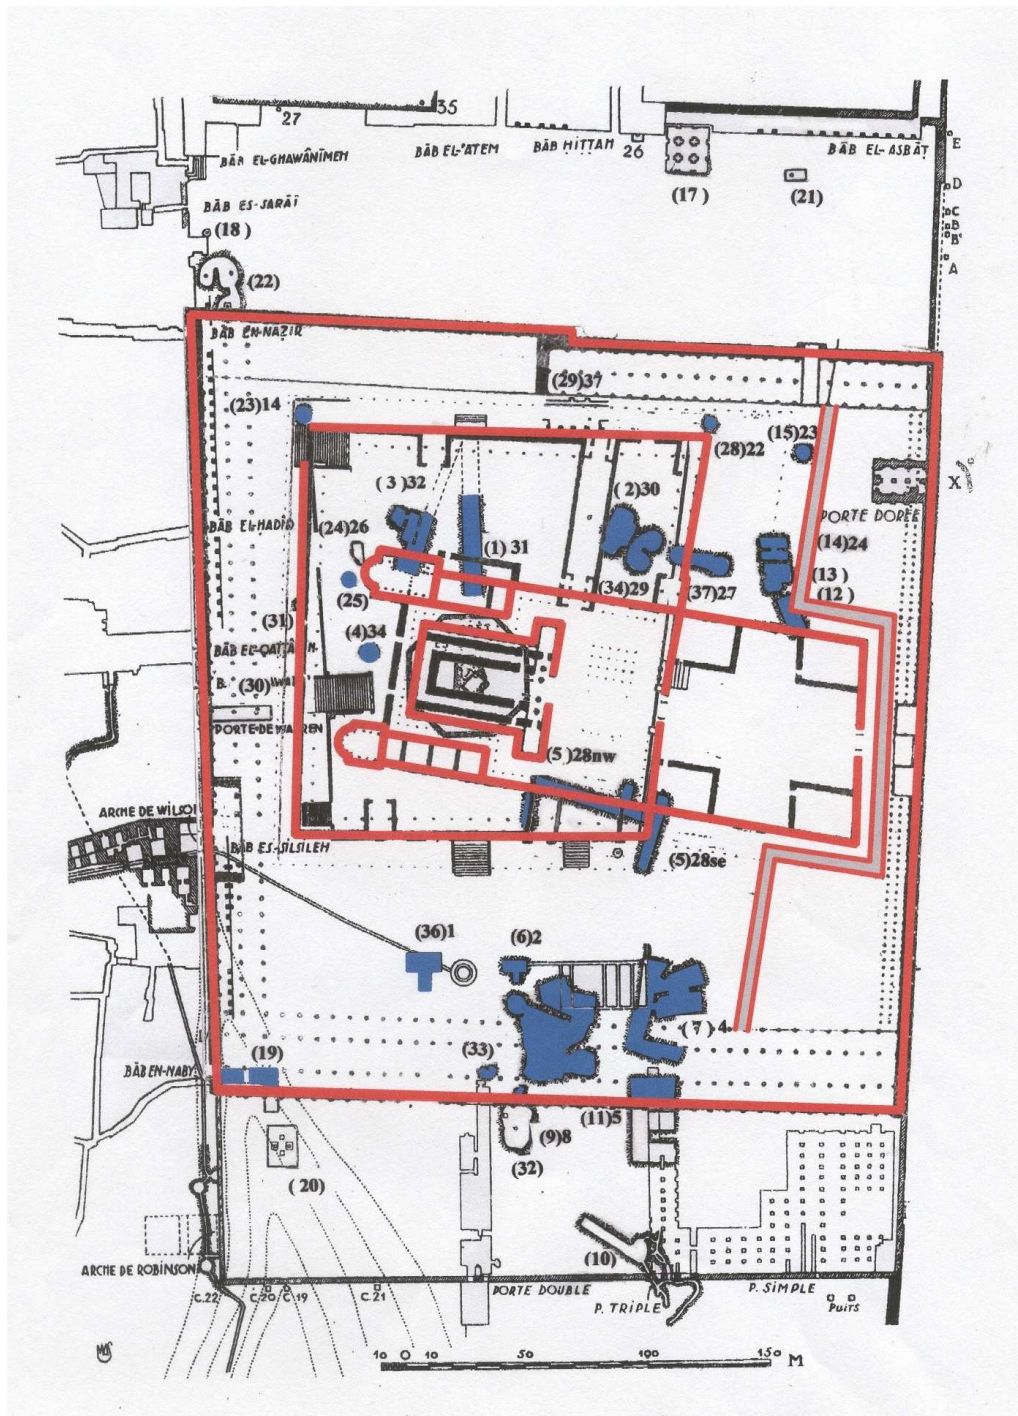 35
27
BĀB EL-GHAWÂNÎMEH
BĀB EL-'ATEM
BĀB HITTAH
26
BĀB EL-ASBĀT
E
(17 )
(21)
D
BĀB ES-SARĀÏ
C
B
B'
(18 )
A
(22)
BĀB EN-NAZIR
(29)37
(23)14
(28)22
(15)23
( 3 )32
( 2)30
X
PORTE DORÉE
BĀB EL-HADID
(24)26
(1) 31
(14)24
(34)29
(37)27
(13 )
(12 )
(25)
(31)
(4)34
BĀB EL-QATTĀNIN
B.
(30)
PORTE DE WARREN
(5 )28nw
ARCHE DE WILSON
BĀB ES-SILSILEH
(5)28se
(36)1
(6)2
( 7 ) 4
(19)
(33)
BĀB EN-NABY
(9)8
(11)5
(32)
( 20)
(10)
ARCHE DE ROBINSON
C.22
C.20
C.19
C.21
PORTE DOUBLE
P. TRIPLE
P. SIMPLE
PUITS
10 0 10 50 100 150 M